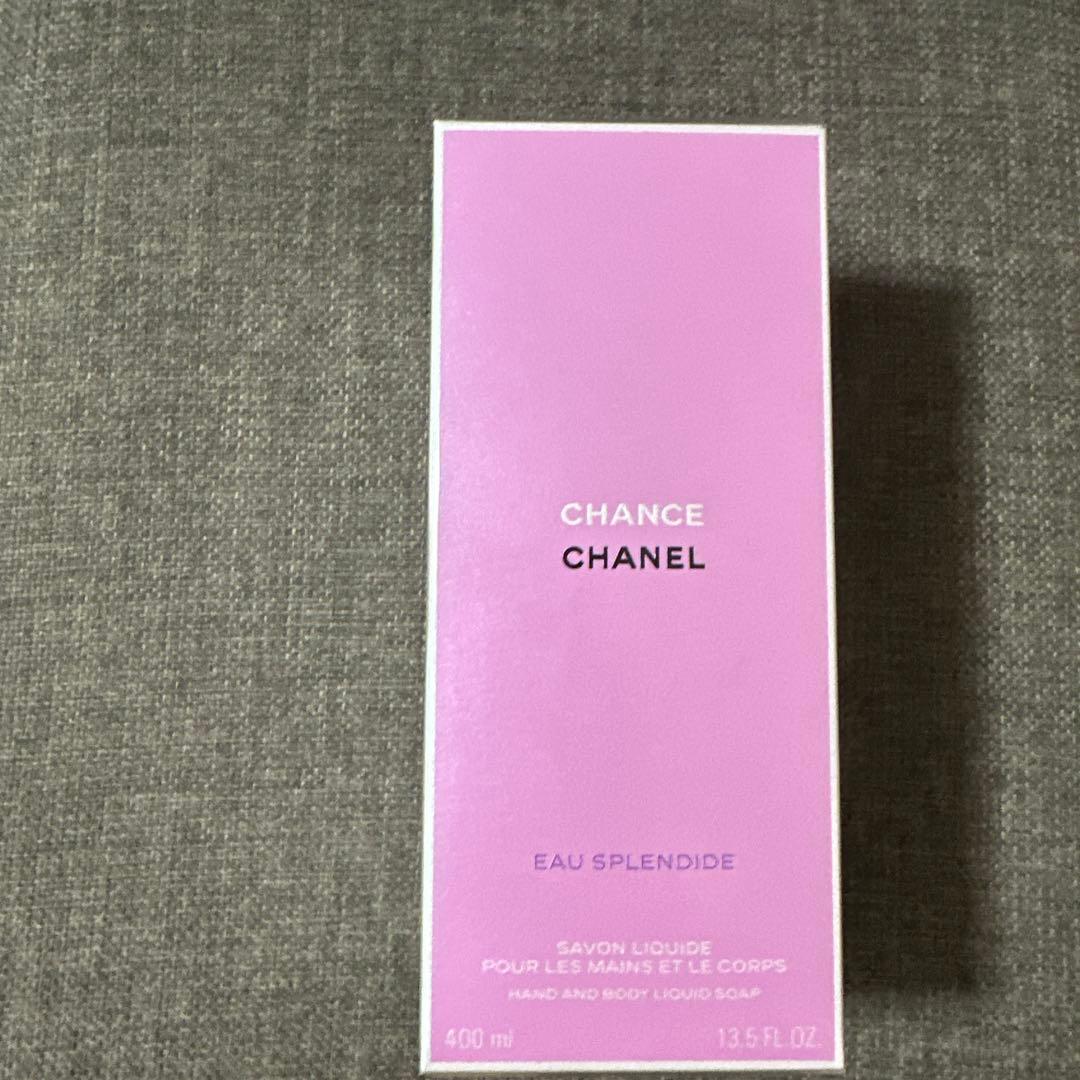 CHANCE
CHANEL
EAU SPLENDIDE
SAVON LIQUIDE
POUR LES MAINS ET LE CORPS
HAND AND BODY LIQUID SOAP
400 ml 13.5 FL.OZ.